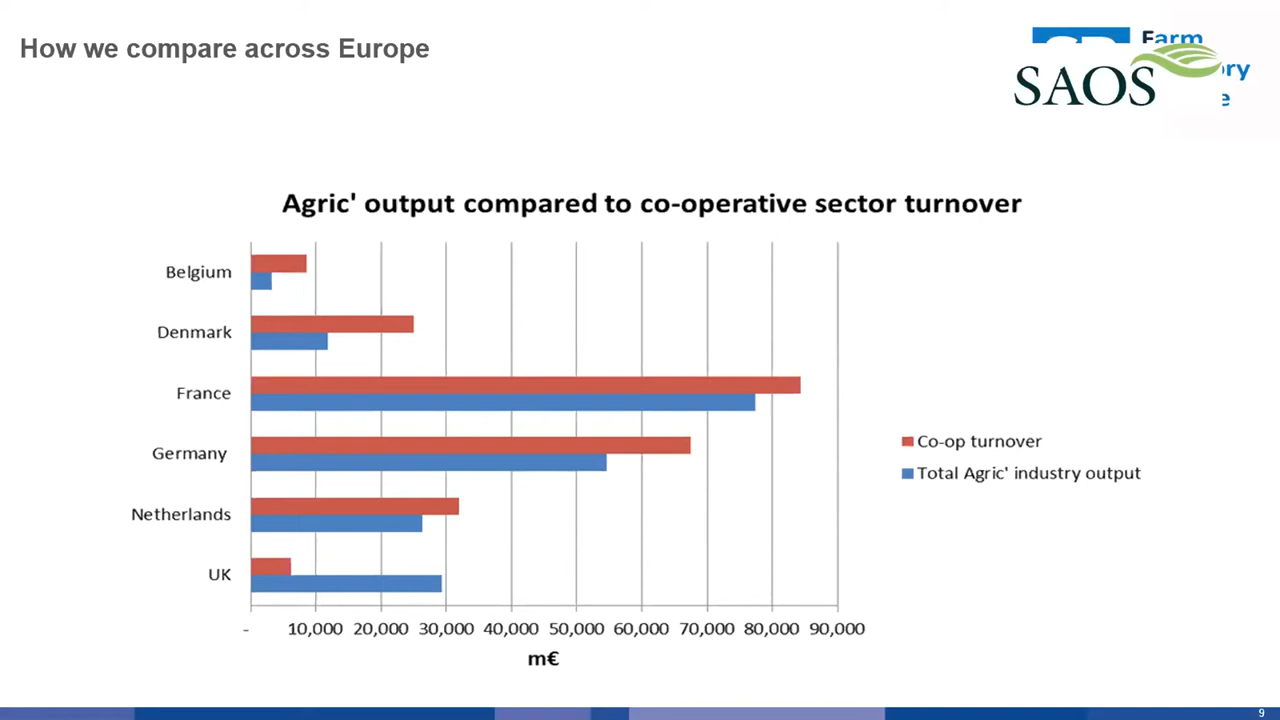 How we compare across Europe
Farm
SAOS
ry
e
Agric' output compared to co-operative sector turnover
Belgium
Denmark
France
Germany
Netherlands
UK
Co-op turnover
Total Agric' industry output
- 10,000 20,000 30,000 40,000 50,000 60,000 70,000 80,000 90,000
m€
9